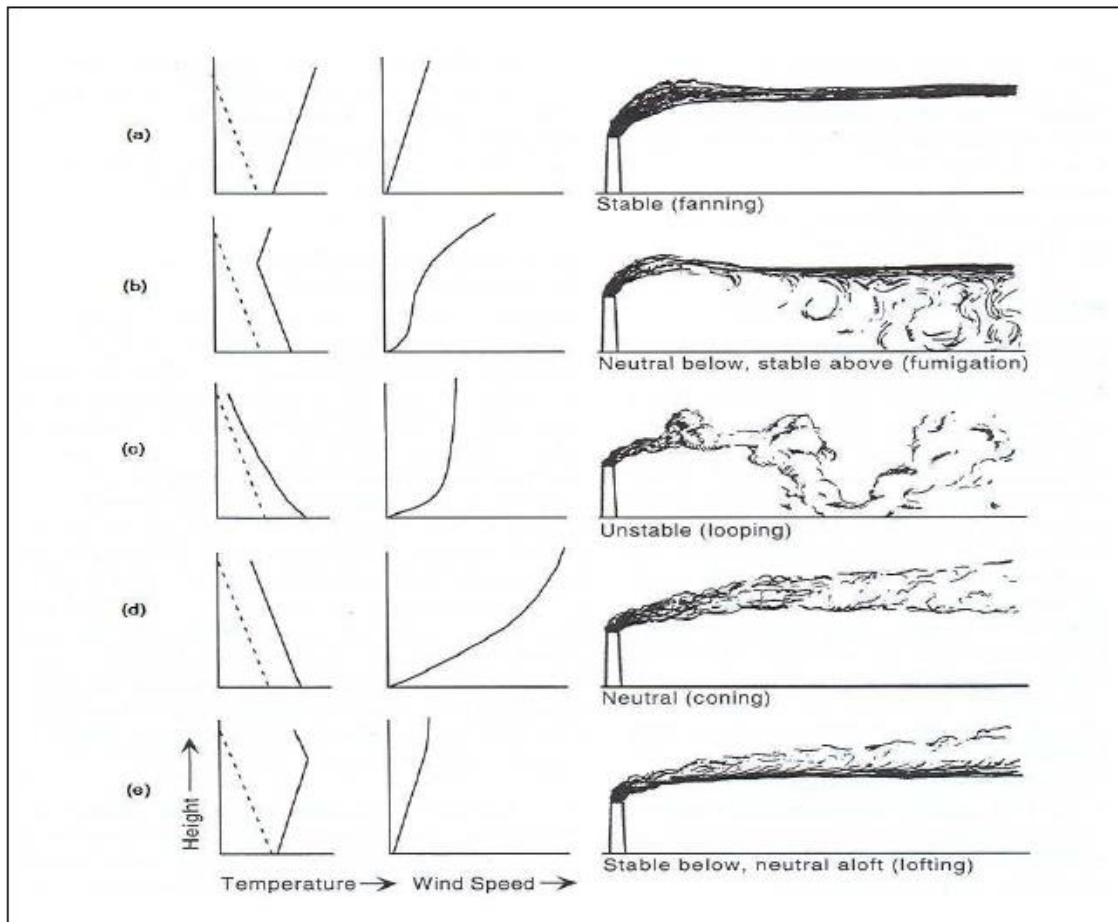 (a)
Stable (fanning)
(b)
Neutral below, stable above (fumigation)
(c)
Unstable (looping)
(d)
Neutral (coning)
(e)
Height
Stable below, neutral aloft (lofting)
Temperature Wind Speed